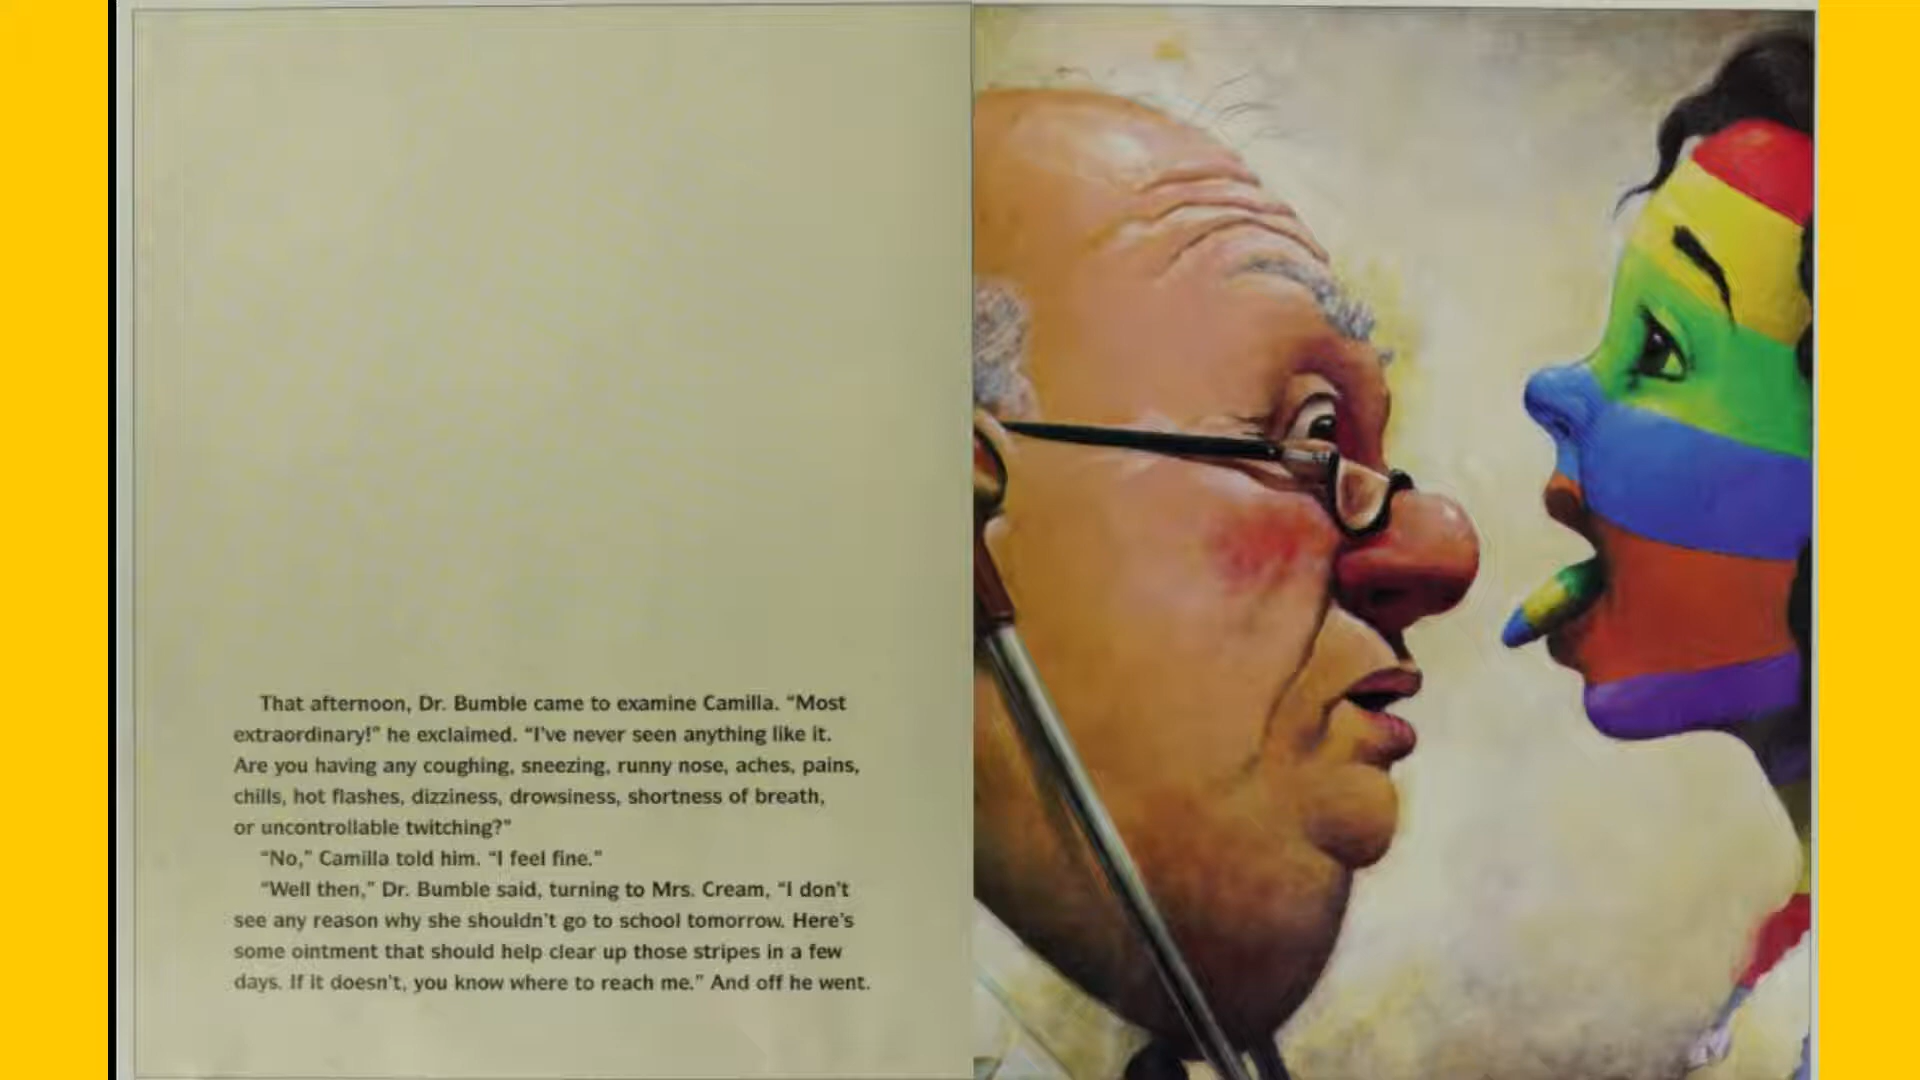 That afternoon, Dr. Bumble came to examine Camilla. “Most
extraordinary!” he exclaimed. “I’ve never seen anything like it.
Are you having any coughing, sneezing, runny nose, aches, pains,
chills, hot flashes, dizziness, drowsiness, shortness of breath,
or uncontrollable twitching?”
“No,” Camilla told him. “I feel fine.”
“Well then,” Dr. Bumble said, turning to Mrs. Cream, “I don’t
see any reason why she shouldn’t go to school tomorrow. Here’s
some ointment that should help clear up those stripes in a few
days. If it doesn’t, you know where to reach me.” And off he went.